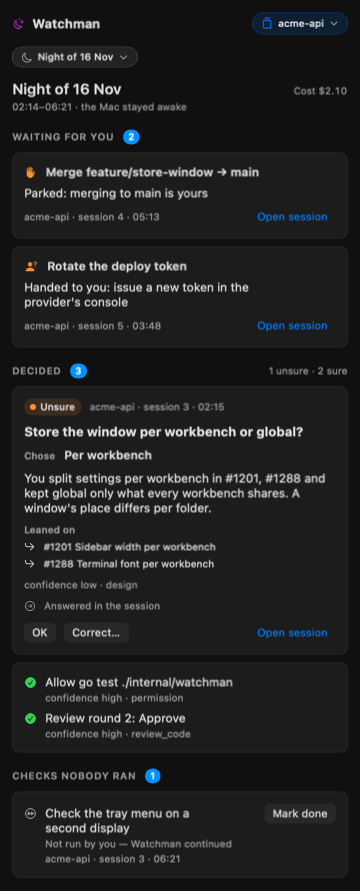 Watchman
acme-api
Night of 16 Nov
Night of 16 Nov
Cost $2.10
02:14–06:21 · the Mac stayed awake
WAITING FOR YOU 2
Merge feature/store-window → main
Parked: merging to main is yours
acme-api · session 4 · 05:13
Open session
Rotate the deploy token
Handed to you: issue a new token in the
provider's console
acme-api · session 5 · 03:48
Open session
DECIDED 3
1 unsure · 2 sure
Unsure
acme-api · session 3 · 02:15
Store the window per workbench or global?
Chose Per workbench
You split settings per workbench in #1201, #1288 and
kept global only what every workbench shares. A
window's place differs per folder.
Leaned on
#1201 Sidebar width per workbench
#1288 Terminal font per workbench
confidence low · design
Answered in the session
OK
Correct...
Open session
Allow go test ./internal/watchman
confidence high · permission
Review round 2: Approve
confidence high · review_code
CHECKS NOBODY RAN 1
Check the tray menu on a
second display
Mark done
Not run by you — Watchman continued
acme-api · session 3 · 06:21